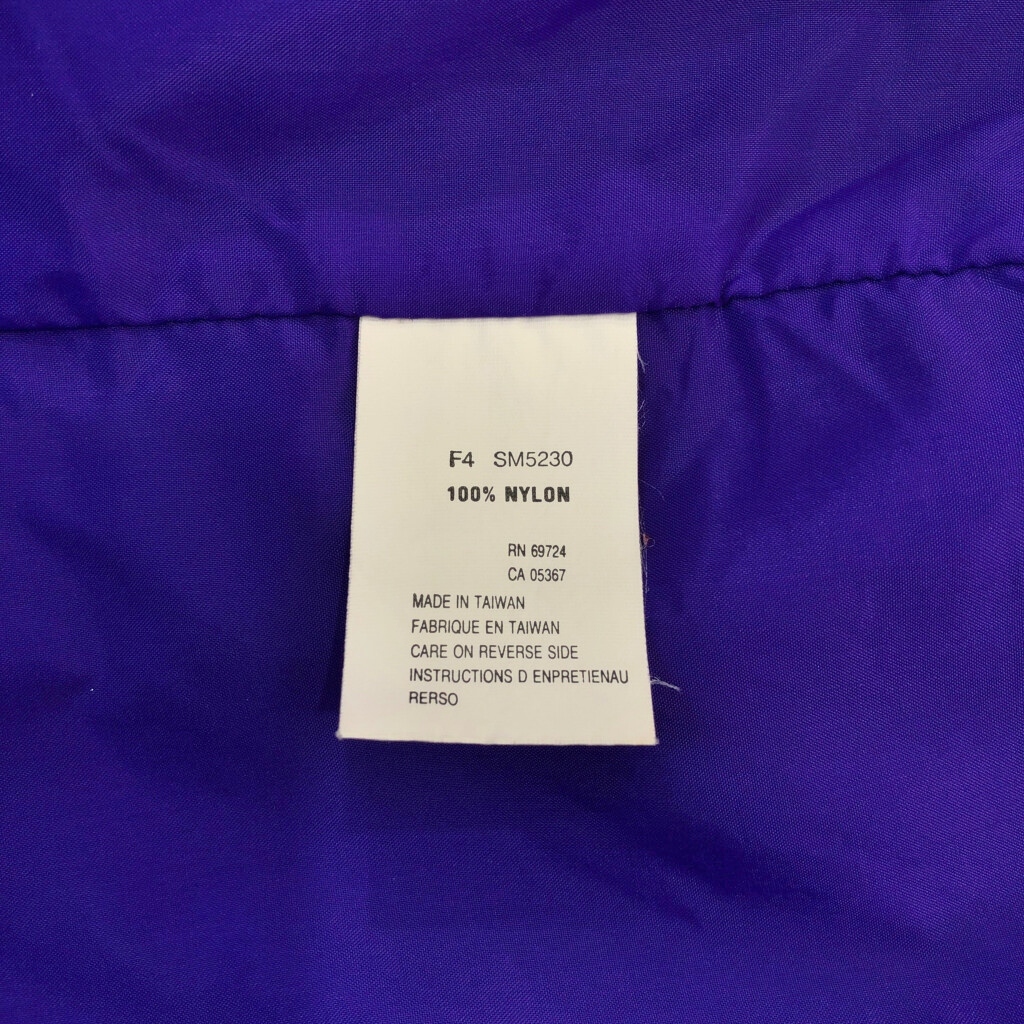 F4 SM5230
100% NYLON
RN 69724
CA 05367
MADE IN TAIWAN
FABRIQUE EN TAIWAN
CARE ON REVERSE SIDE
INSTRUCTIONS D ENPRETIENAU
RERSO